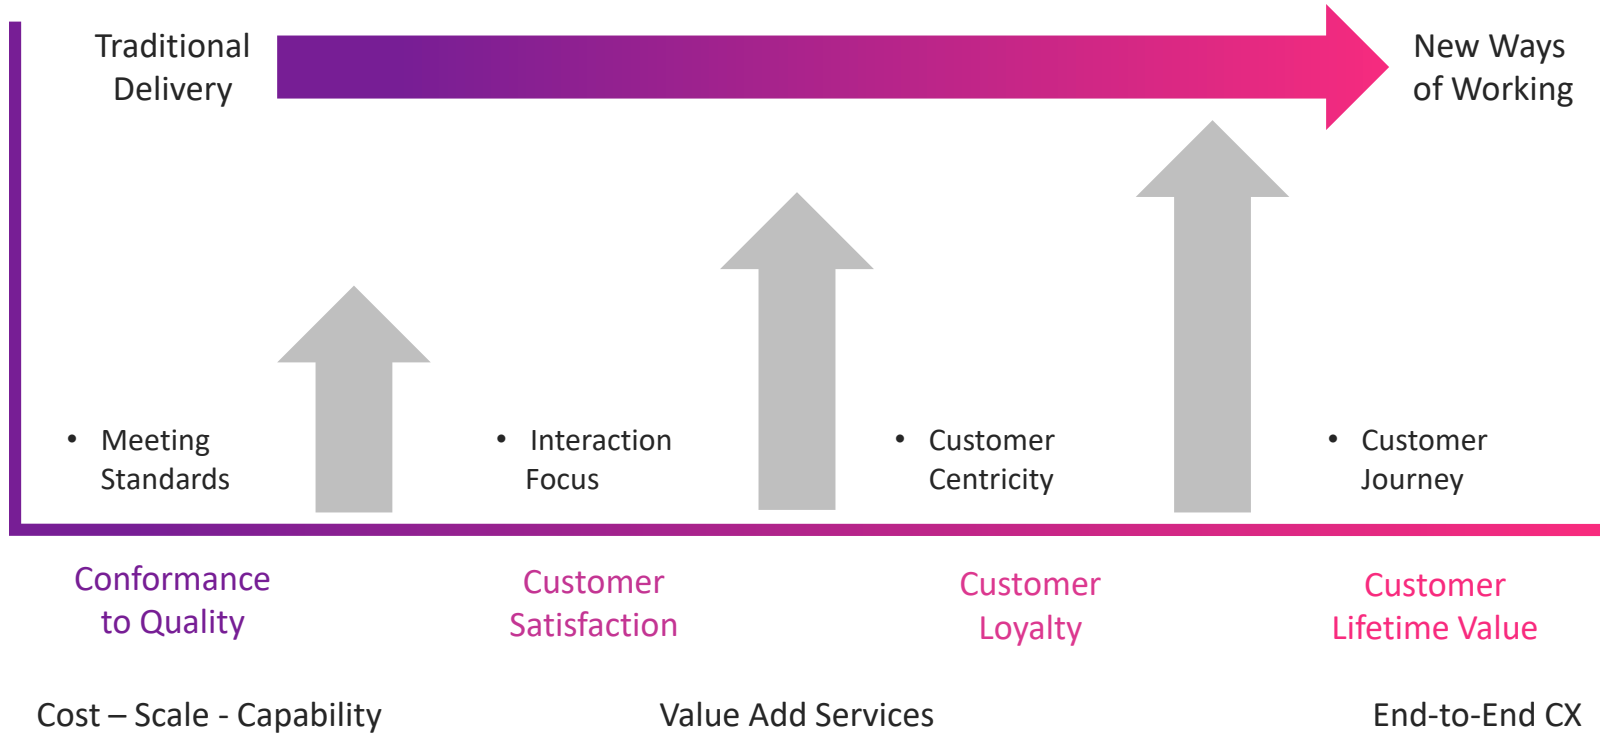 Traditional
Delivery
New Ways
of Working
• Meeting
Standards
• Interaction
Focus
• Customer
Centricity
• Customer
Journey
Conformance
to Quality
Customer
Satisfaction
Customer
Loyalty
Customer
Lifetime Value
Cost – Scale - Capability
Value Add Services
End-to-End CX